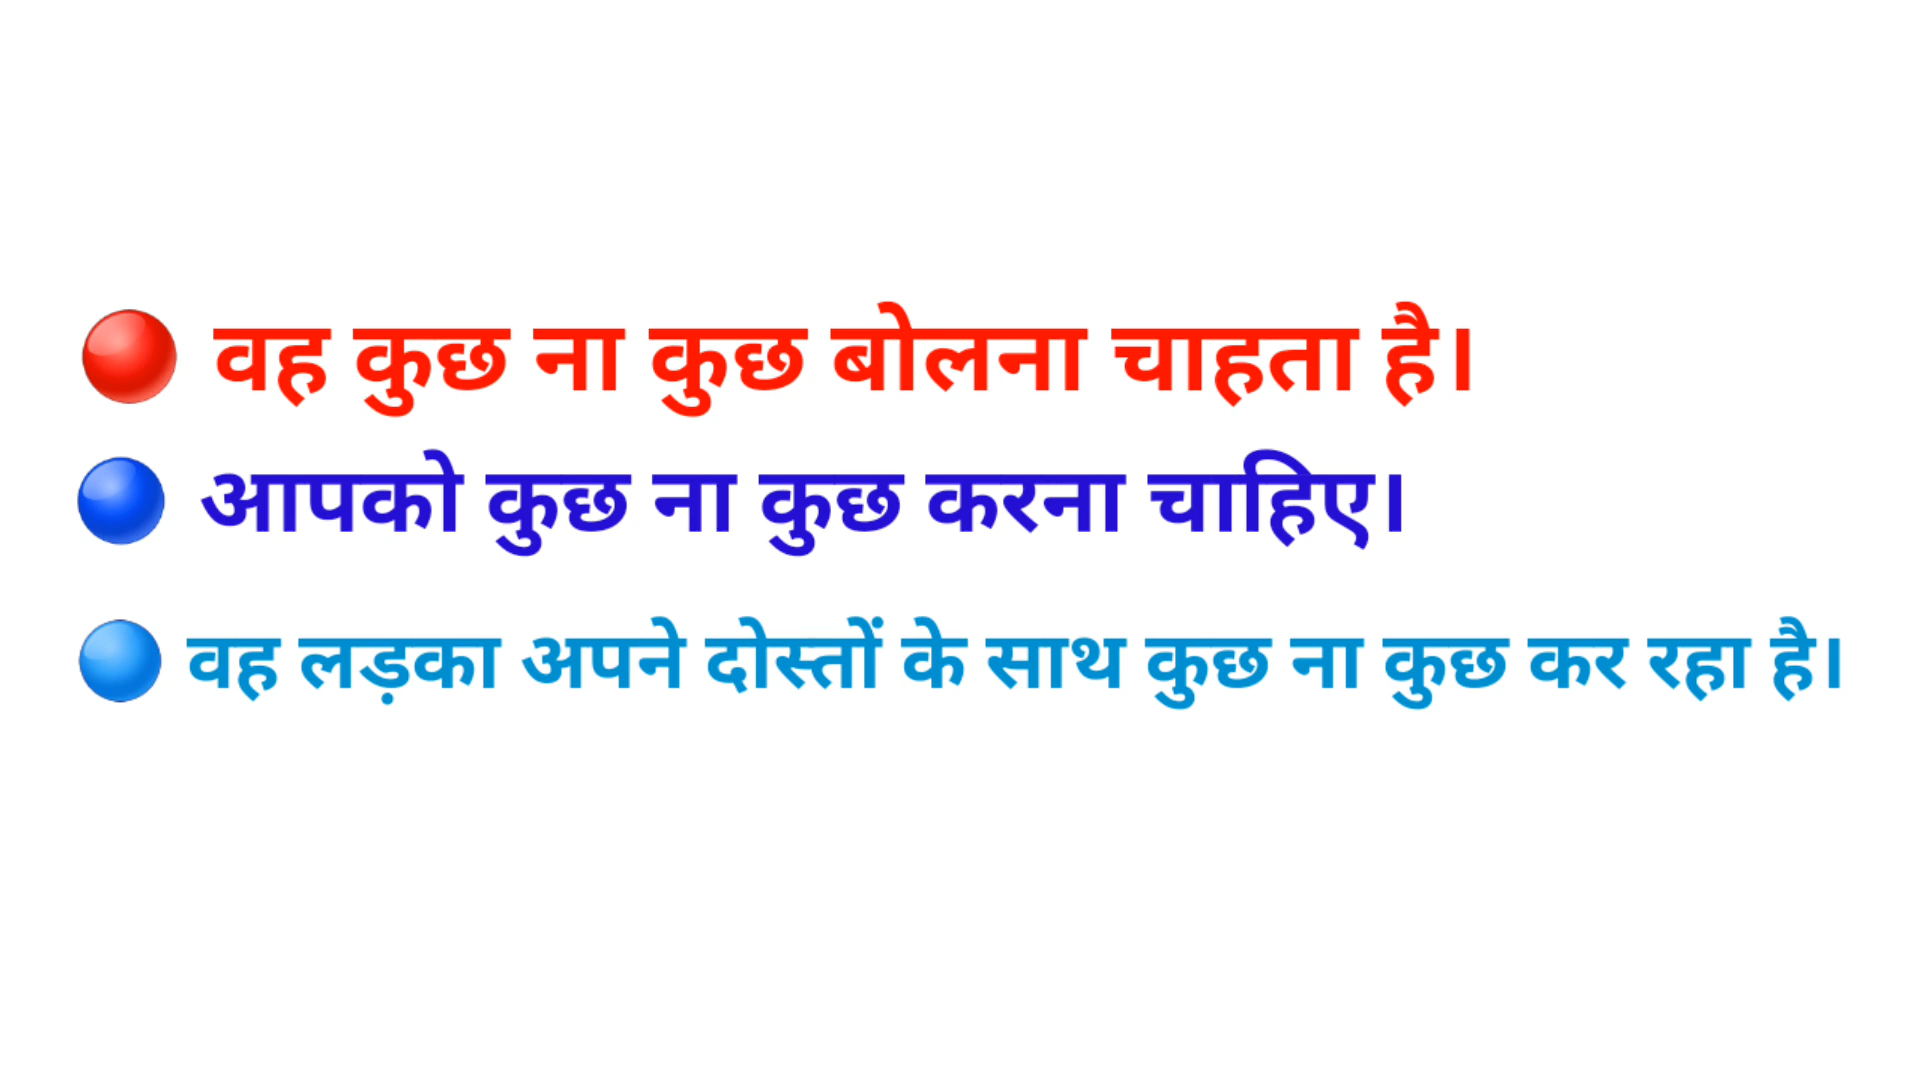 वह कुछ ना कुछ बोलना चाहता है।
आपको कुछ ना कुछ करना चाहिए।
वह लड़का अपने दोस्तों के साथ कुछ ना कुछ कर रहा है।